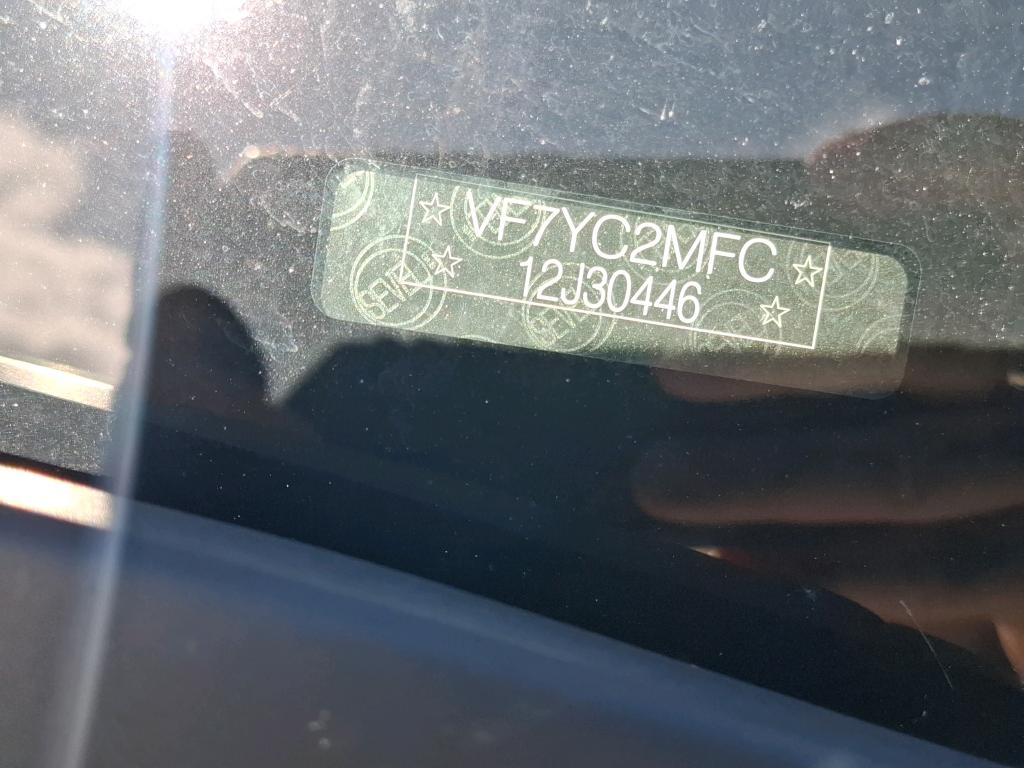 ☆ VF7YC2MFC ☆
☆ 12J30446 ☆